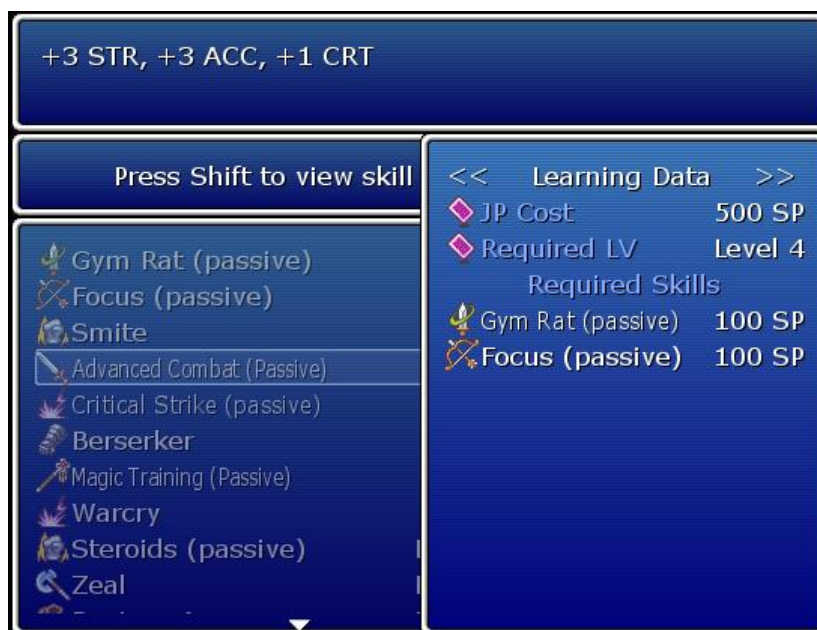 +3 STR, +3 ACC, +1 CRT
Press Shift to view skill
Gym Rat (passive)
Focus (passive)
Smite
Advanced Combat (Passive)
Critical Strike (passive)
Berserker
Magic Training (Passive)
Warcry
Steroids (passive)
Zeal
<< Learning Data >>
JP Cost 500 SP
Required LV Level 4
Required Skills
Gym Rat (passive) 100 SP
Focus (passive) 100 SP